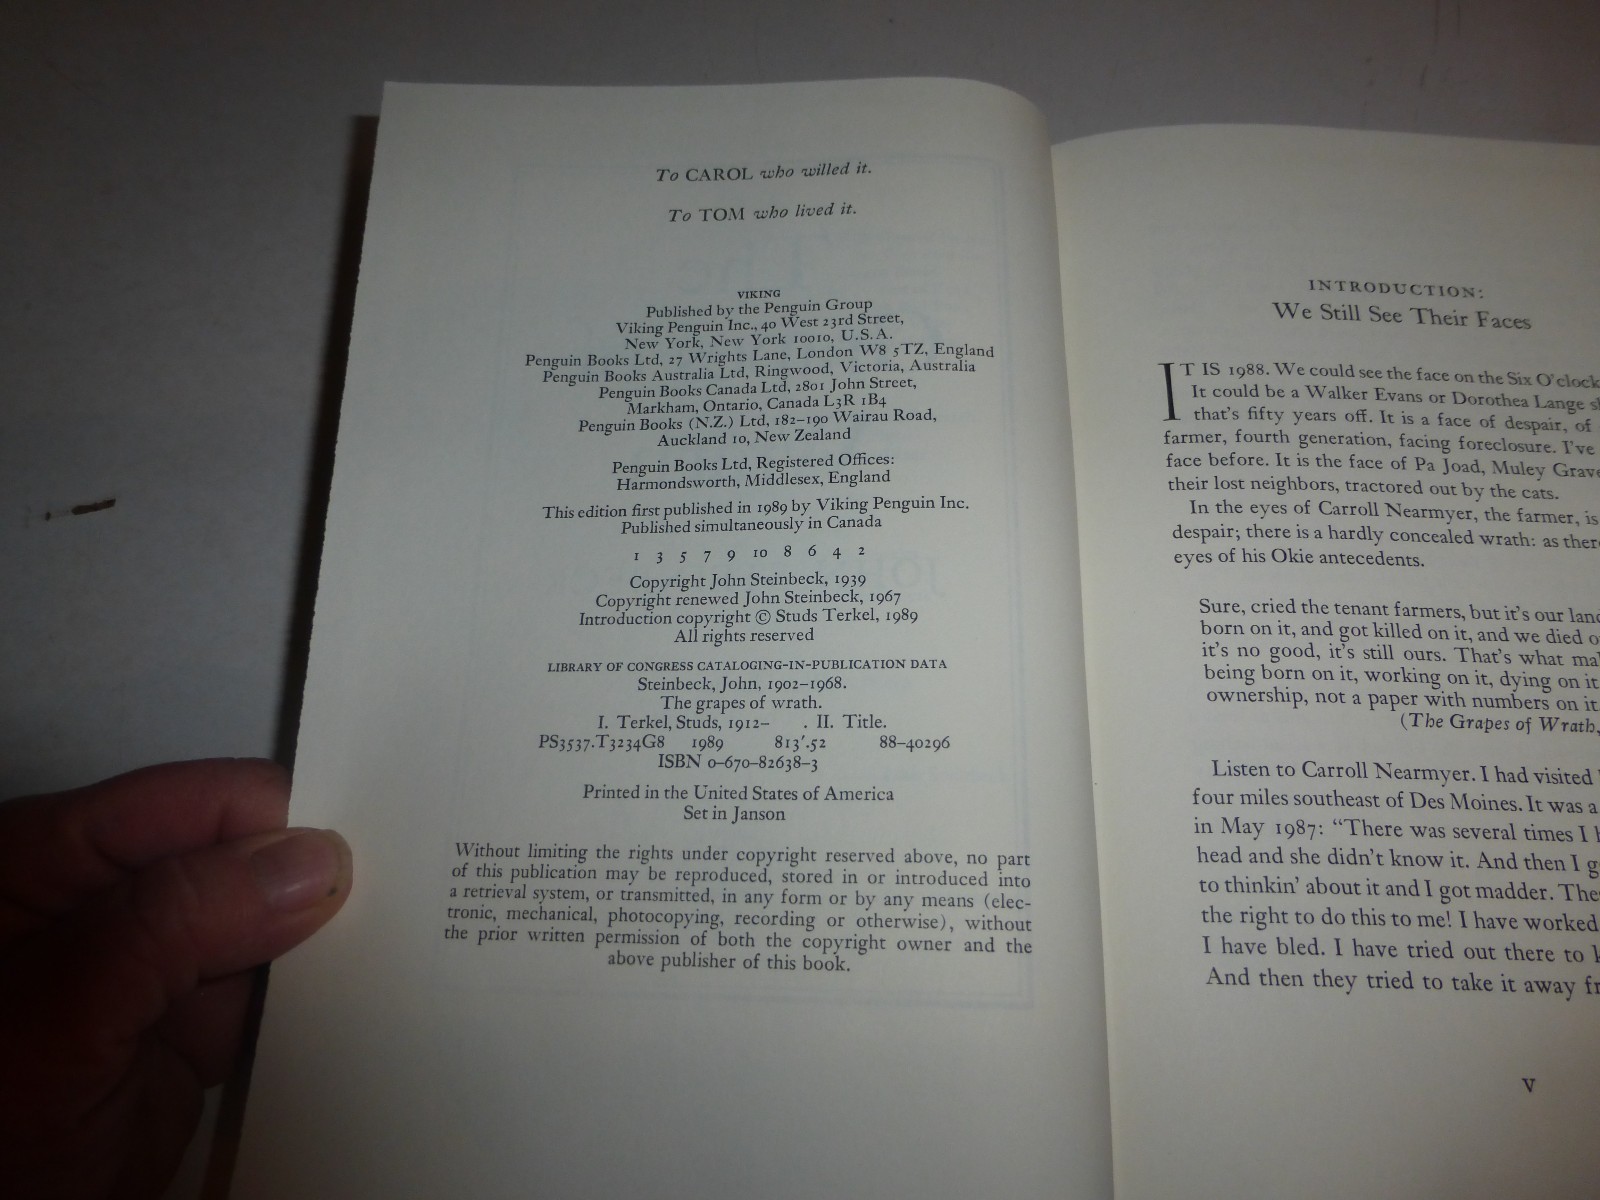 To CAROL who willed it.
To TOM who lived it.
VIKING
Published by the Penguin Group
Viking Penguin Inc., 40 West 23rd Street,
New York, New York 10010, U.S.A.
Penguin Books Ltd, 27 Wrights Lane, London W8 5TZ, England
Penguin Books Australia Ltd, Ringwood, Victoria, Australia
Penguin Books Canada Ltd, 2801 John Street,
Markham, Ontario, Canada L3R 1B4
Penguin Books (N.Z.) Ltd, 182–190 Wairau Road,
Auckland 10, New Zealand
Penguin Books Ltd, Registered Offices:
Harmondsworth, Middlesex, England
This edition first published in 1989 by Viking Penguin Inc.
Published simultaneously in Canada
1 3 5 7 9 10 8 6 4 2
Copyright John Steinbeck, 1939
Copyright renewed John Steinbeck, 1967
Introduction copyright © Studs Terkel, 1989
All rights reserved
LIBRARY OF CONGRESS CATALOGING-IN-PUBLICATION DATA
Steinbeck, John, 1902–1968.
The grapes of wrath.
I. Terkel, Studs, 1912– . II. Title.
PS3537.T3234G8 1989 813'.52 88-40296
ISBN 0-670-82638-3
Printed in the United States of America
Set in Janson
Without limiting the rights under copyright reserved above, no part
of this publication may be reproduced, stored in or introduced into
a retrieval system, or transmitted, in any form or by any means (elec-
tronic, mechanical, photocopying, recording or otherwise), without
the prior written permission of both the copyright owner and the
above publisher of this book.
INTRODUCTION:
We Still See Their Faces
IT IS 1988. We could see the face on the Six O'clock
It could be a Walker Evans or Dorothea Lange
that's fifty years off. It is a face of despair, of
farmer, fourth generation, facing foreclosure. I've
face before. It is the face of Pa Joad, Muley
their lost neighbors, tractored out by the cats.
In the eyes of Carroll Nearmyer, the farmer, is
despair; there is a hardly concealed wrath: as
eyes of his Okie antecedents.
Sure, cried the tenant farmers, but it's our
born on it, and got killed on it, and we died
it's no good, it's still ours. That's what
being born on it, working on it, dying on it
ownership, not a paper with numbers on it
(The Grapes of Wrath,
Listen to Carroll Nearmyer. I had visited
four miles southeast of Des Moines. It was a
in May 1987: "There was several times I
head and she didn't know it. And then I
to thinkin' about it and I got madder.
the right to do this to me! I have worked
I have bled. I have tried out there to
And then they tried to take it away
V